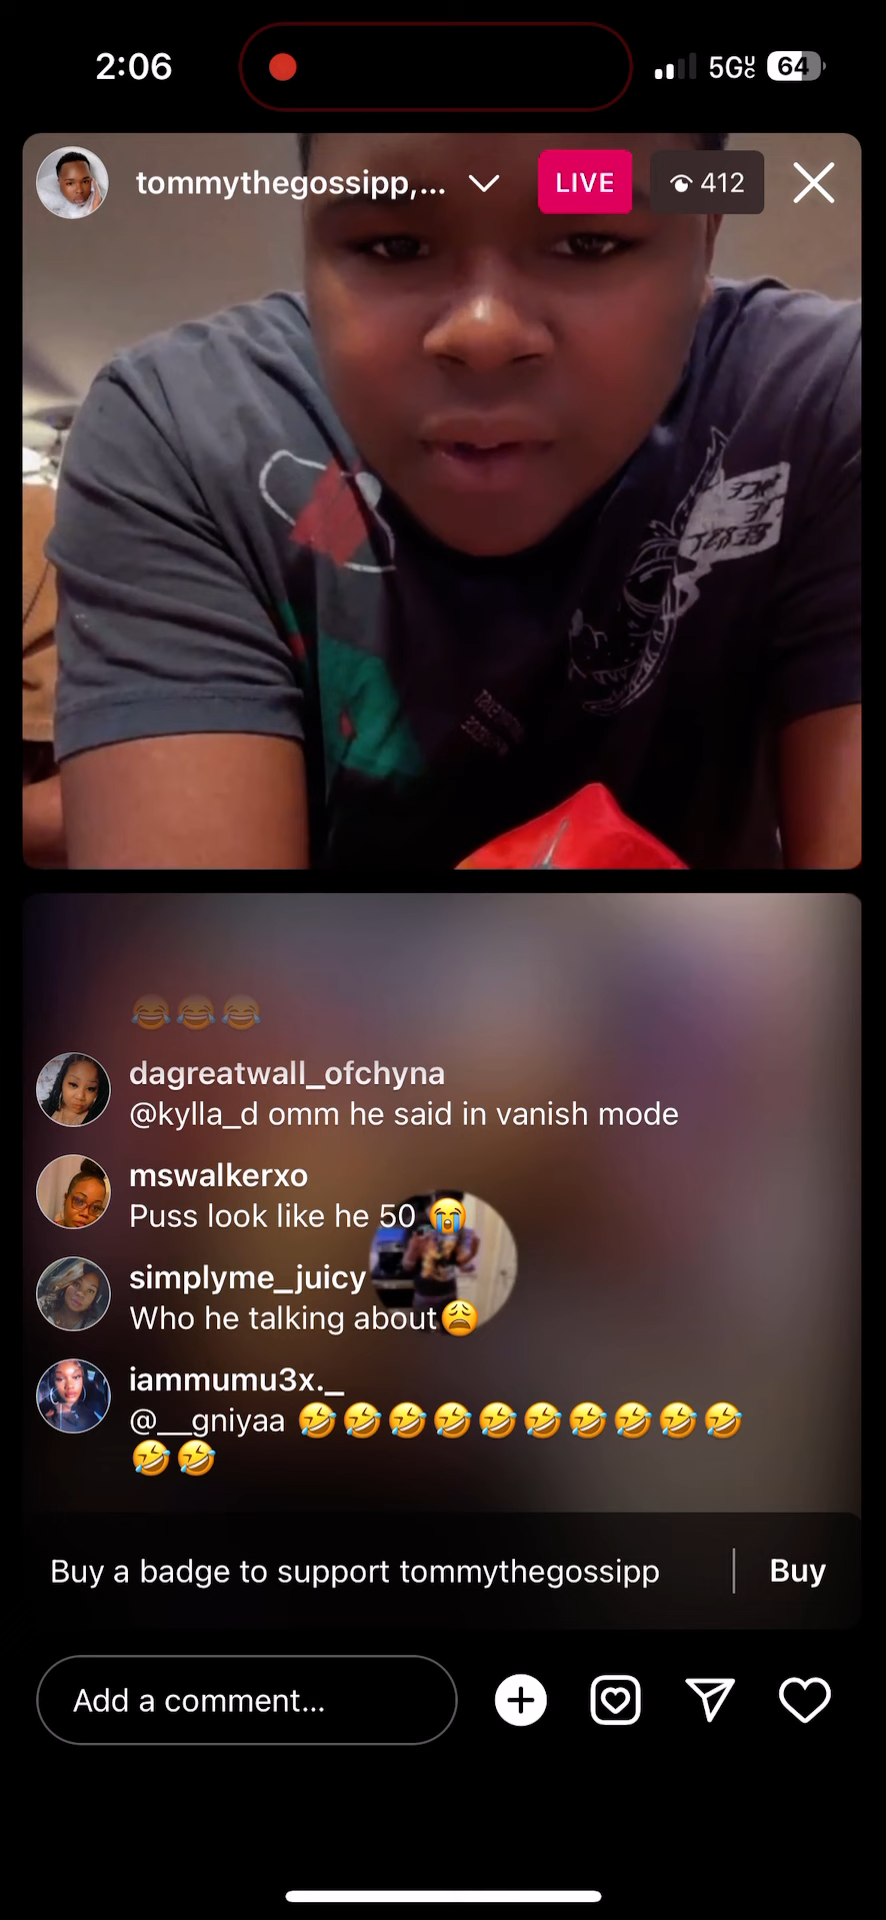 2:06
5GUC
64
tommythegossipp,...
LIVE
412
dagreatwall_ofchyna
@kylla_d omm he said in vanish mode
mswalkerxo
Puss look like he 50 😭
simplyme_juicy
Who he talking about😩
iammumu3x._
@__gniyaa 🤣🤣🤣🤣🤣🤣🤣🤣🤣🤣
🤣🤣
Buy a badge to support tommythegossipp
Buy
Add a comment...